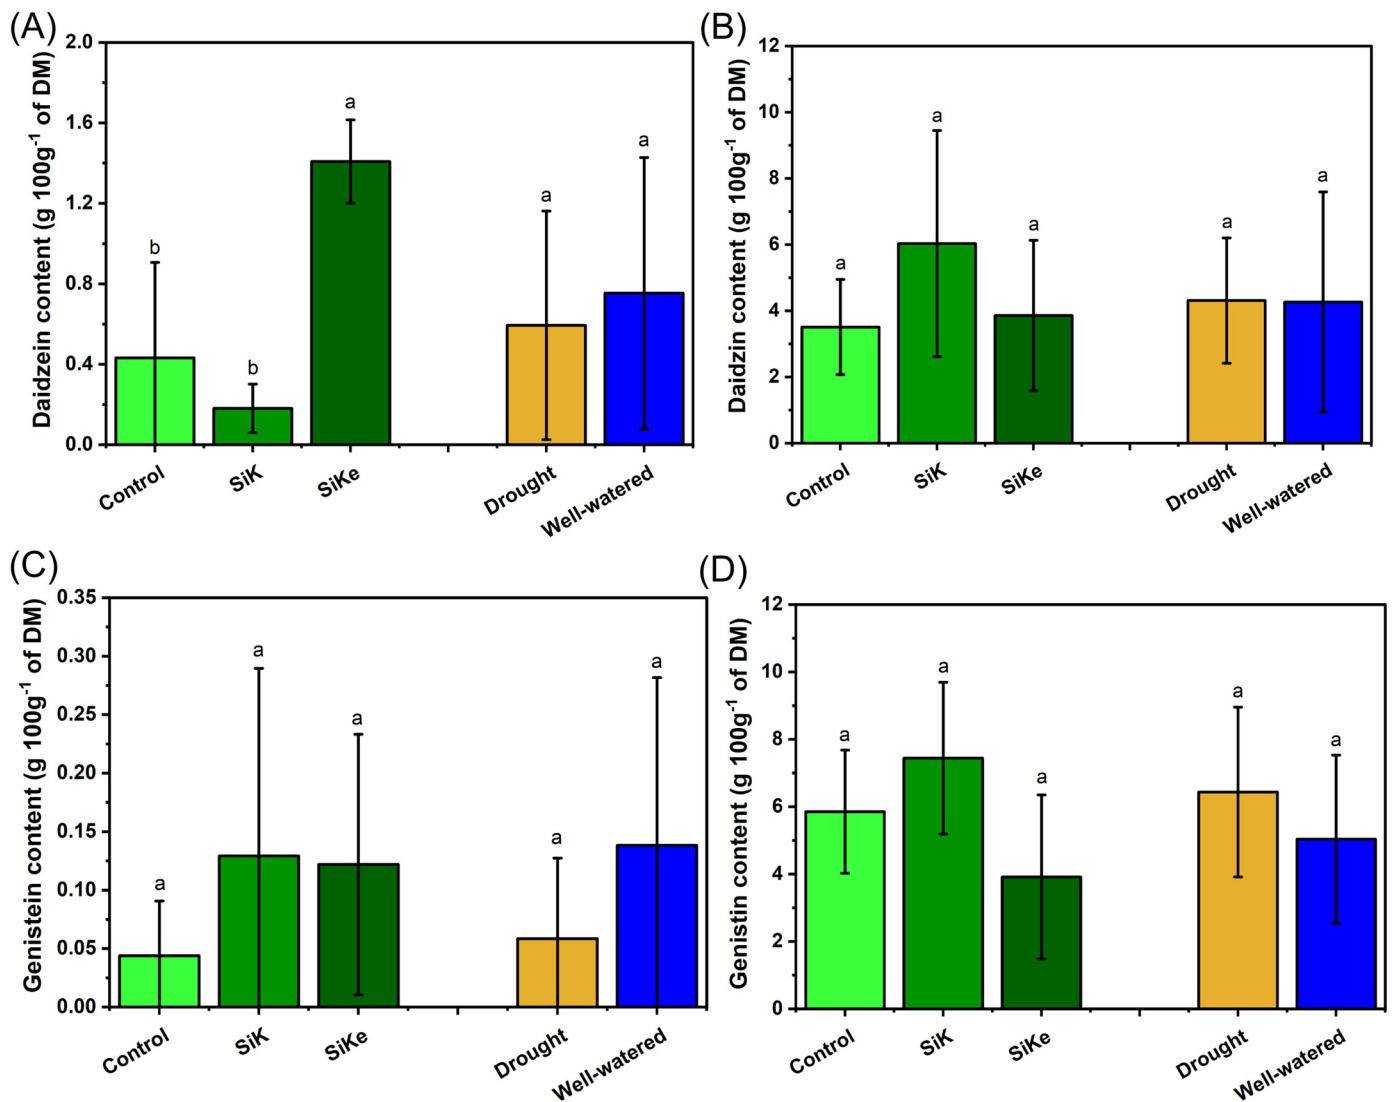 (A)
Daidzein content (g 100g⁻¹ of DM)
2.0
1.6
1.2
0.8
0.4
0.0
b
b
a
a
a
Control
SiK
SiKe
Drought
Well-watered
(B)
Daidzin content (g 100g⁻¹ of DM)
12
10
8
6
4
2
0
a
a
a
a
a
Control
SiK
SiKe
Drought
Well-watered
(C)
Genistein content (g 100g⁻¹ of DM)
0.35
0.30
0.25
0.20
0.15
0.10
0.05
0.00
a
a
a
a
a
Control
SiK
SiKe
Drought
Well-watered
(D)
Genistin content (g 100g⁻¹ of DM)
12
10
8
6
4
2
0
a
a
a
a
a
Control
SiK
SiKe
Drought
Well-watered